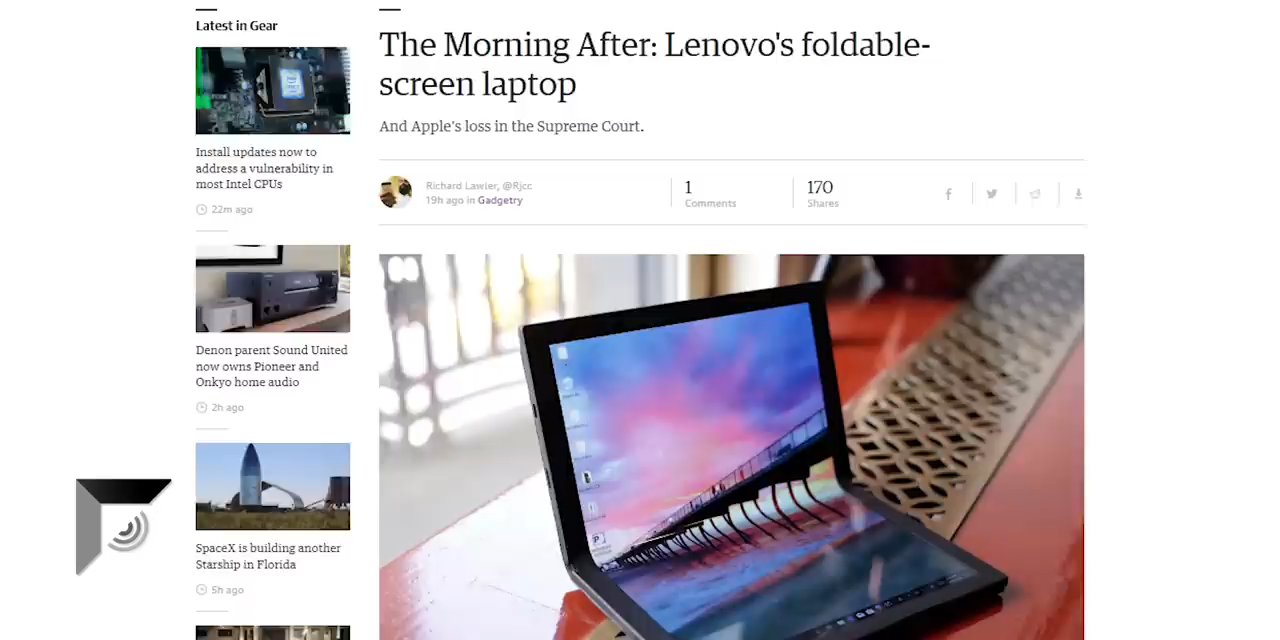 Latest in Gear
Install updates now to
address a vulnerability in
most Intel CPUs
22m ago
Denon parent Sound United
now owns Pioneer and
Onkyo home audio
2h ago
SpaceX is building another
Starship in Florida
5h ago
The Morning After: Lenovo's foldable-
screen laptop
And Apple's loss in the Supreme Court.
Richard Lawler, @Rjcc
19h ago in Gadgetry
1
Comments
170
Shares